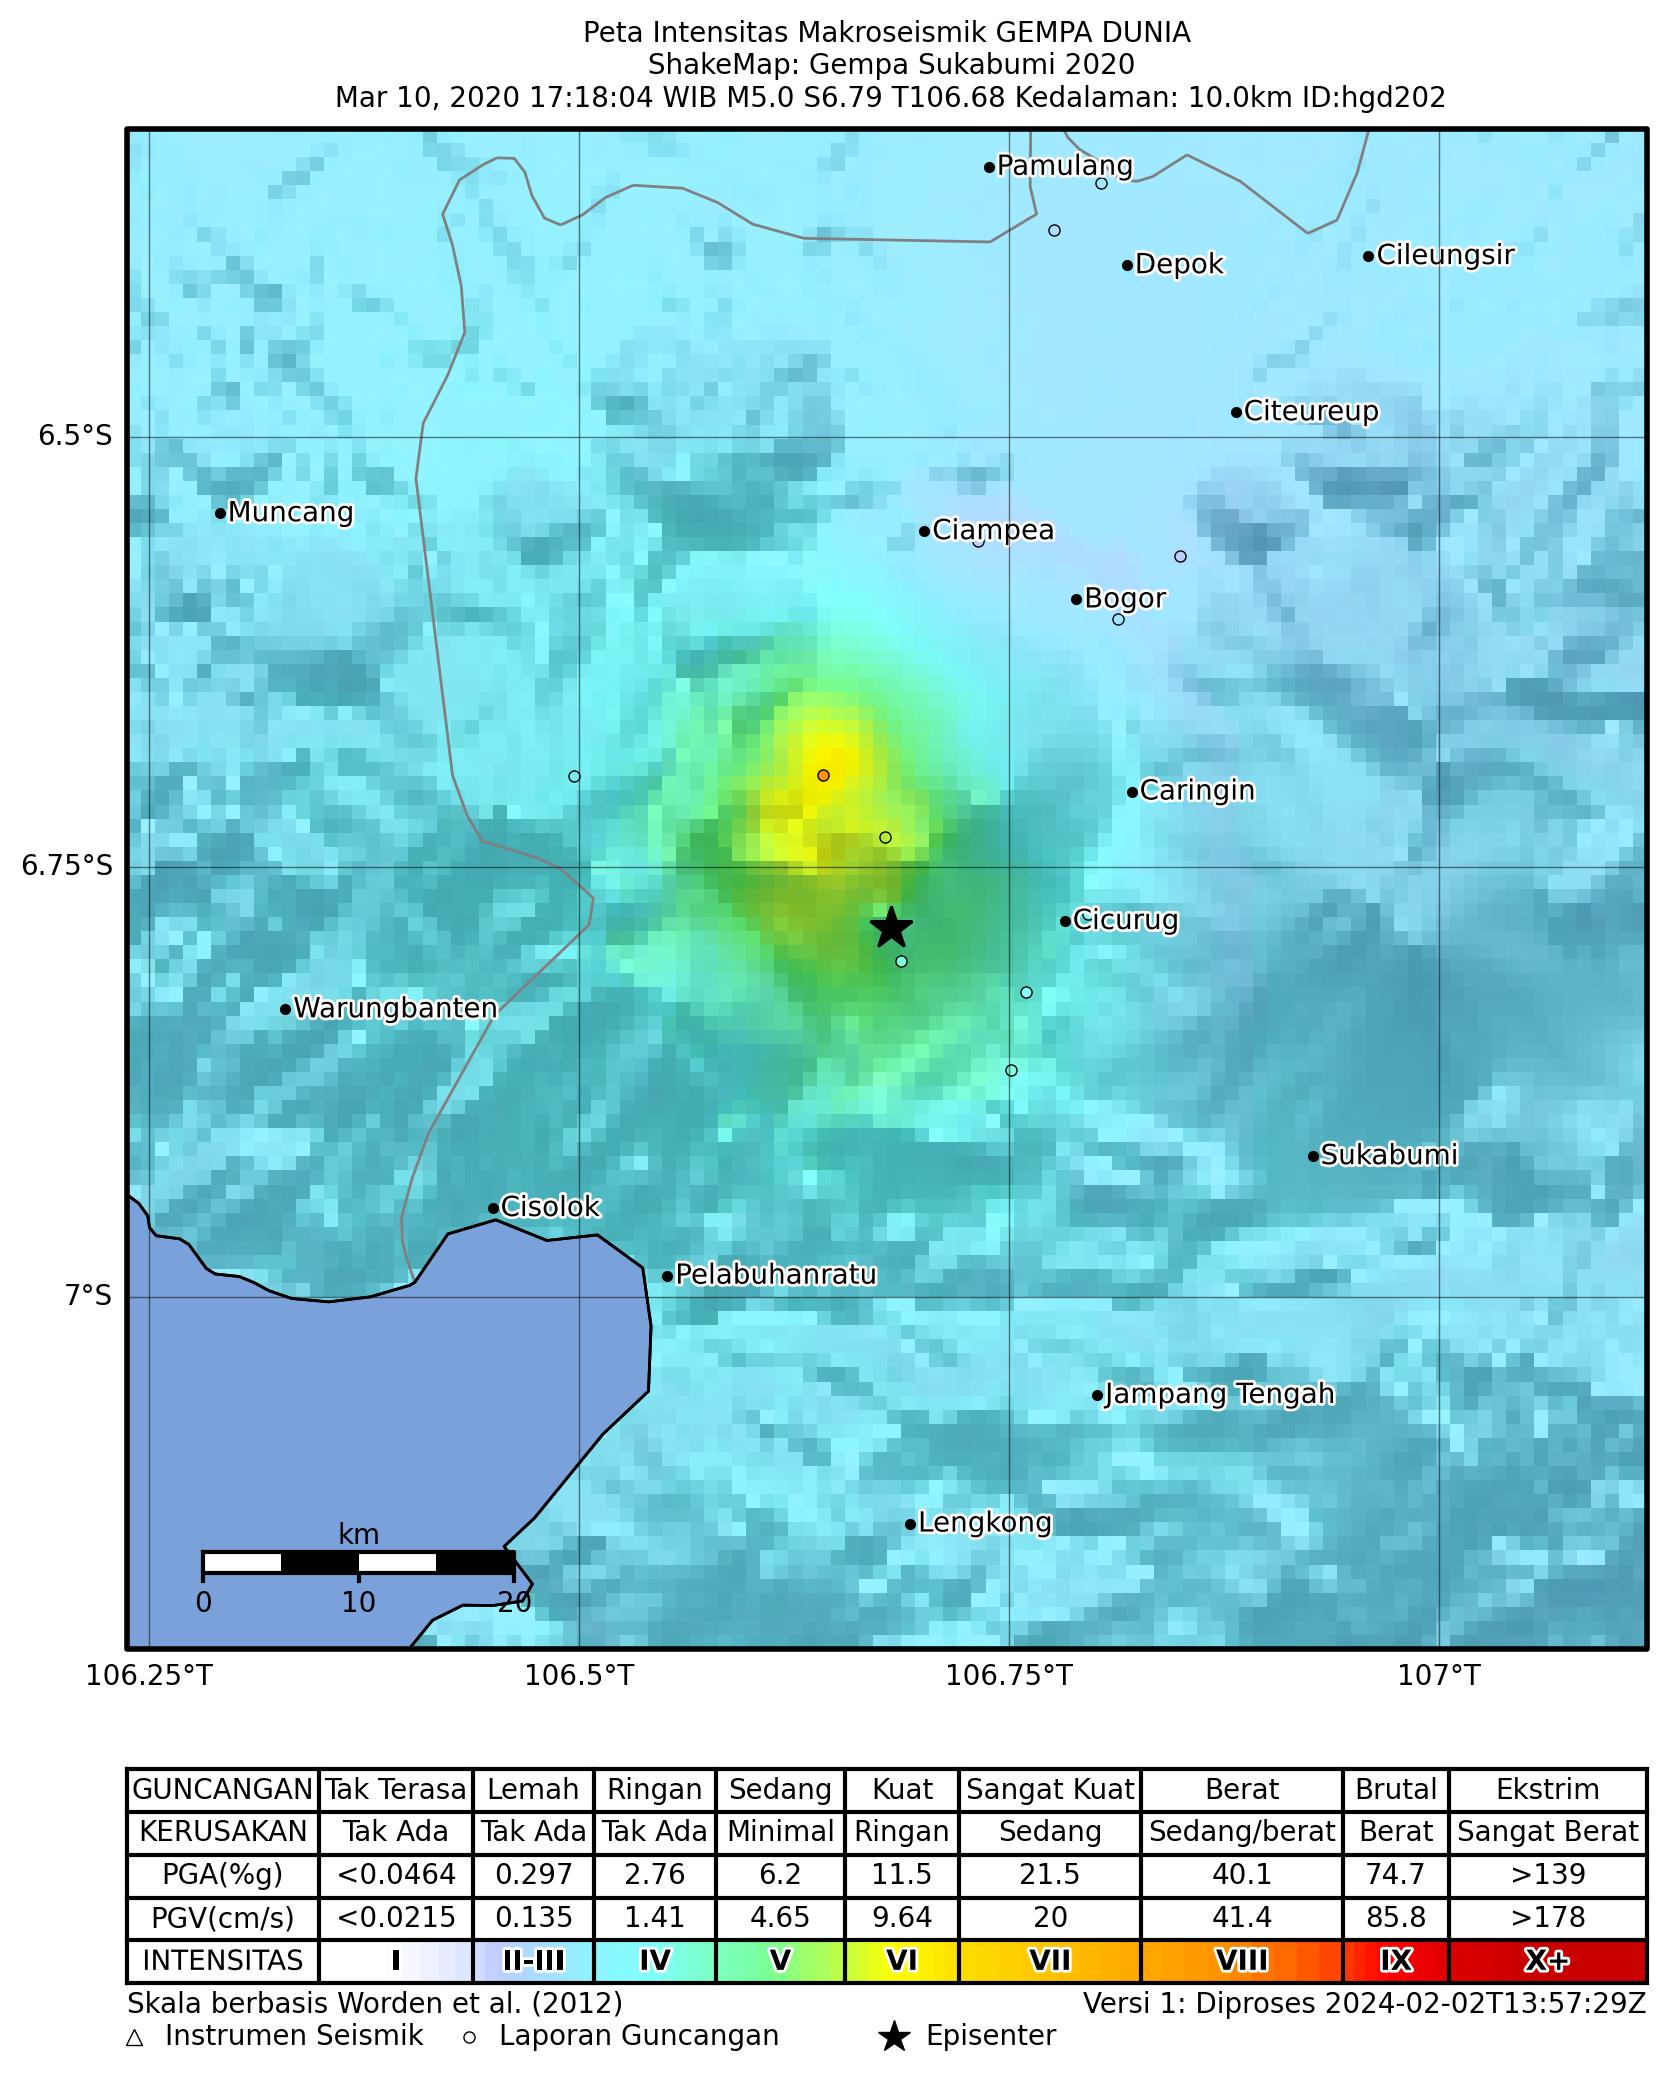 Peta Intensitas Makroseismik GEMPA DUNIA
ShakeMap: Gempa Sukabumi 2020
Mar 10, 2020 17:18:04 WIB M5.0 S6.79 T106.68 Kedalaman: 10.0km ID:hgd202
Pamulang
Depok
Cileungsir
Citeureup
6.5°S
Muncang
Ciampea
Bogor
Caringin
6.75°S
Cicurug
Warungbanten
Sukabumi
Cisolok
Pelabuhanratu
7°S
Jampang Tengah
Lengkong
km
0 10 20
106.25°T 106.5°T 106.75°T 107°T
GUNCANGAN Tak Terasa Lemah Ringan Sedang Kuat Sangat Kuat Berat Brutal Ekstrim
KERUSAKAN Tak Ada Tak Ada Tak Ada Minimal Ringan Sedang Sedang/berat Berat Sangat Berat
PGA(%g) <0.0464 0.297 2.76 6.2 11.5 21.5 40.1 74.7 >139
PGV(cm/s) <0.0215 0.135 1.41 4.65 9.64 20 41.4 85.8 >178
INTENSITAS I II-III IV V VI VII VIII IX X+
Skala berbasis Worden et al. (2012) Versi 1: Diproses 2024-02-02T13:57:29Z
Instrumen Seismik Laporan Guncangan Episenter